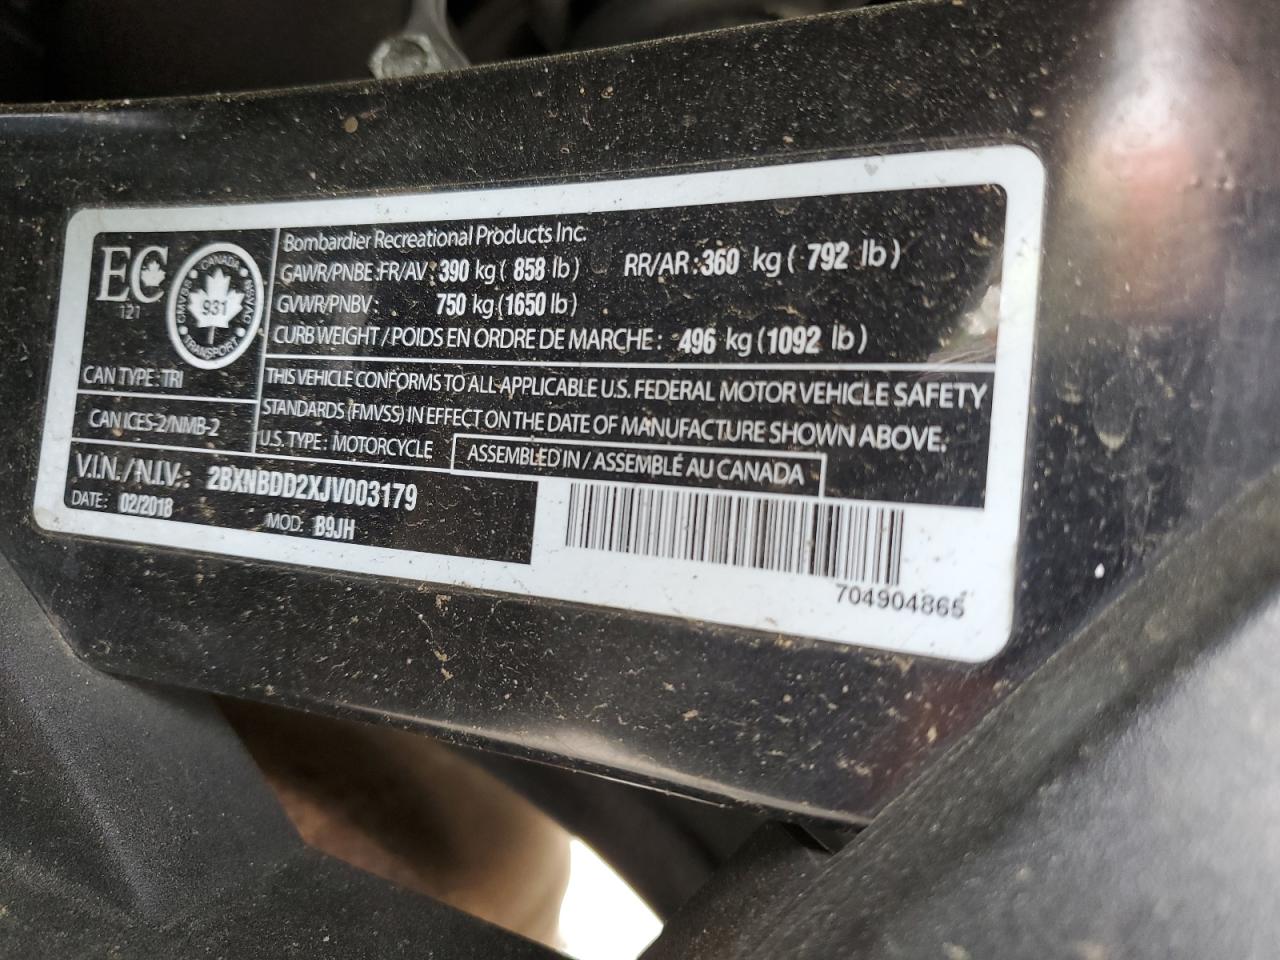 EC
121
CANADA
931
TRANSPORT
Bombardier Recreational Products Inc.
GAWR/PNBE:FR/AV: 390 kg ( 858 lb) RR/AR: 360 kg ( 792 lb)
GVWR/PNBV: 750 kg (1650 lb)
CURB WEIGHT / POIDS EN ORDRE DE MARCHE: 496 kg (1092 lb)
CAN TYPE: TRI
CAN ICES-2/NMB-2
THIS VEHICLE CONFORMS TO ALL APPLICABLE U.S. FEDERAL MOTOR VEHICLE SAFETY
STANDARDS (FMVSS) IN EFFECT ON THE DATE OF MANUFACTURE SHOWN ABOVE.
U.S. TYPE: MOTORCYCLE
ASSEMBLED IN / ASSEMBLÉ AU CANADA
V.I.N./N.I.V.: 2BXNBDD2XJV003179
DATE: 02/2018 MOD: B9JH
704904865